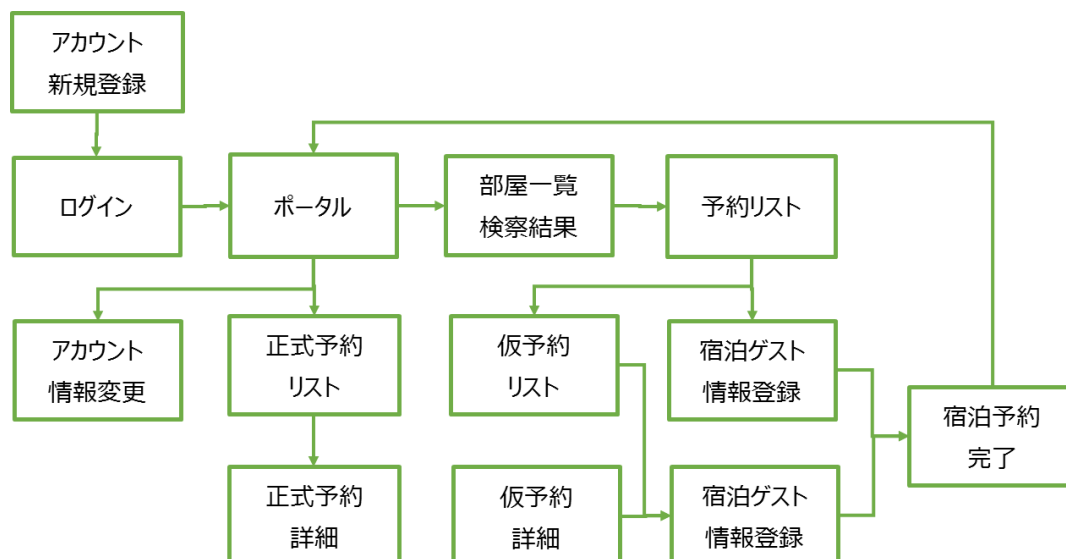 アカウント
新規登録
ログイン
ポータル
部屋一覧
検察結果
予約リスト
アカウント
情報変更
正式予約
リスト
仮予約
リスト
宿泊ゲスト
情報登録
宿泊予約
完了
正式予約
詳細
仮予約
詳細
宿泊ゲスト
情報登録